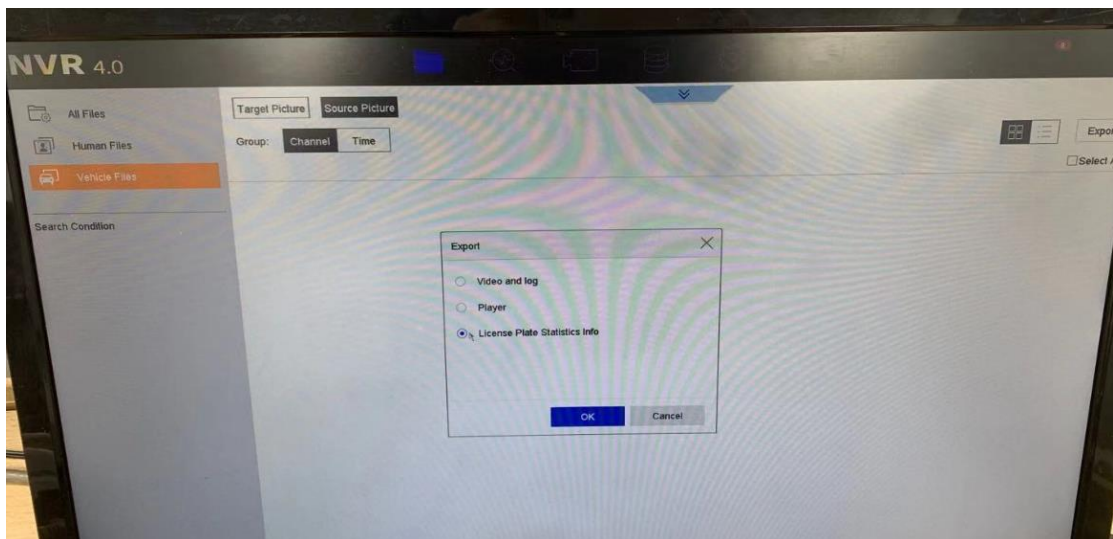 NVR 4.0
All Files
Human Files
Vehicle Files
Search Condition
Target Picture Source Picture
Group: Channel Time
Expo
Select A
Export
Video and log
Player
License Plate Statistics Info
OK Cancel